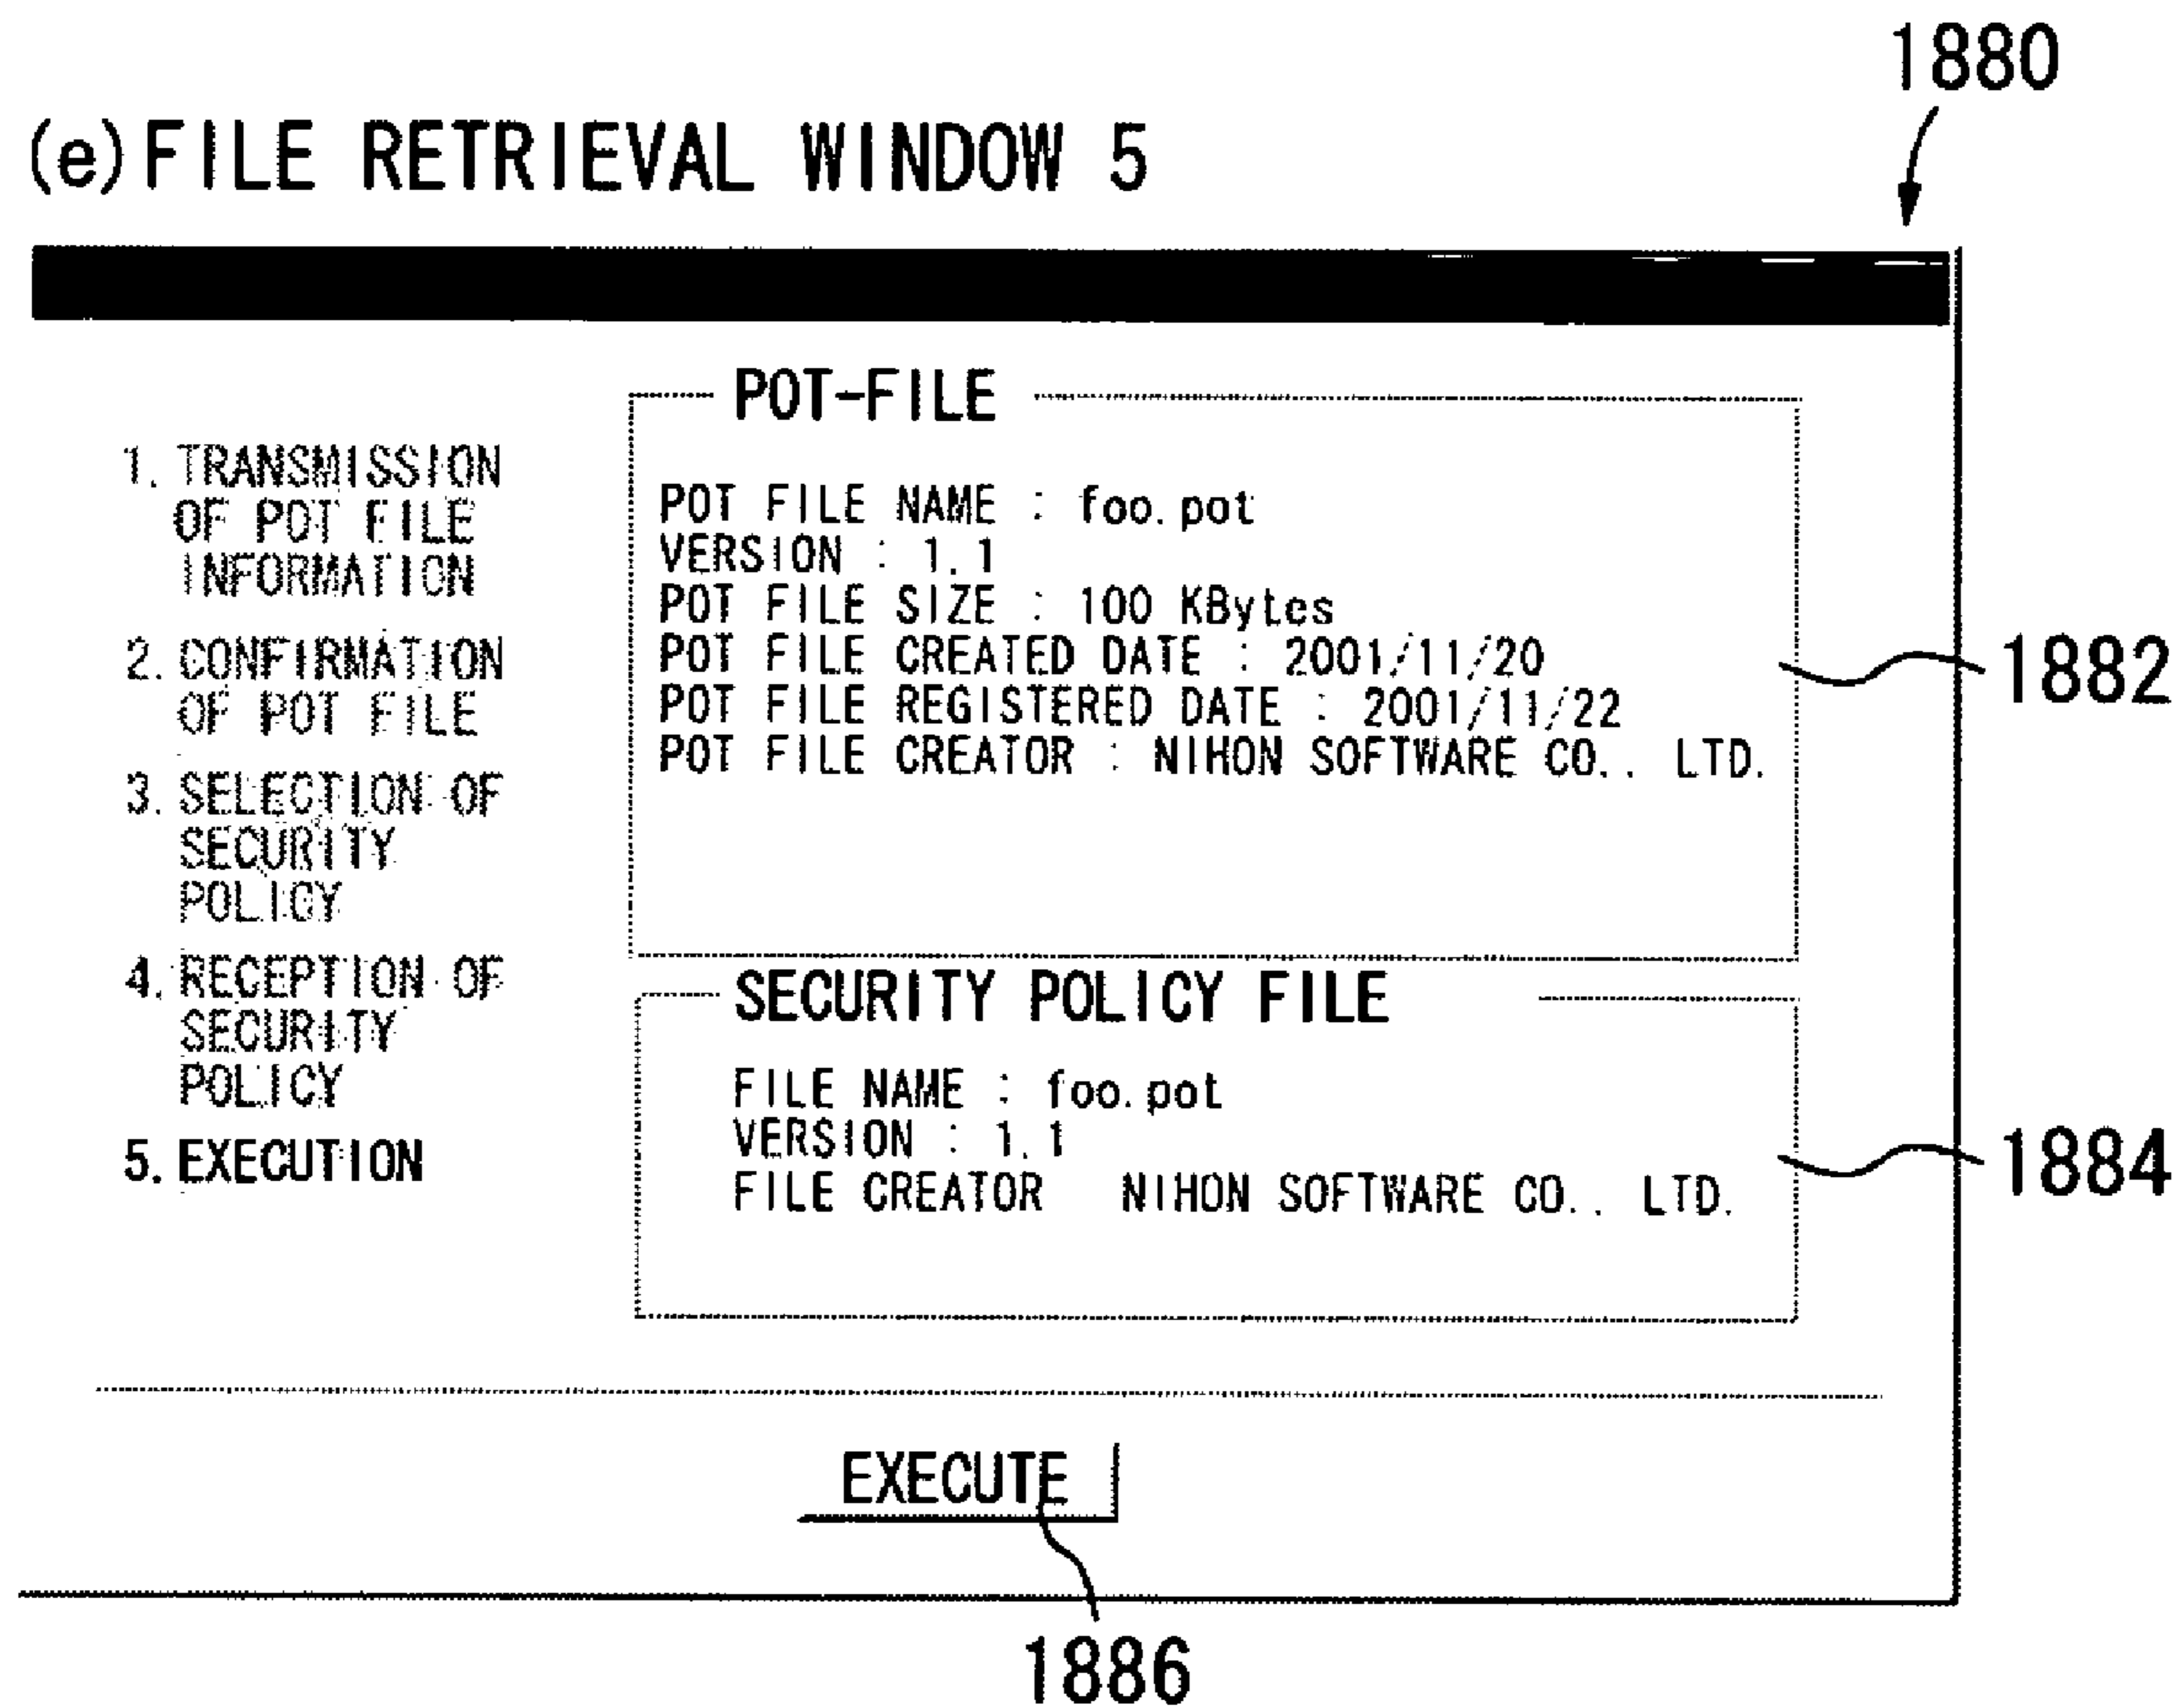 1880
(e) FILE RETRIEVAL WINDOW 5
1. TRANSMISSION
OF POT FILE
INFORMATION
2. CONFIRMATION
OF POT FILE
3. SELECTION OF
SECURITY
POLICY
4. RECEPTION OF
SECURITY
POLICY
5. EXECUTION
POT-FILE
POT FILE NAME : foo.pot
VERSION : 1.1
POT FILE SIZE : 100 KBytes
POT FILE CREATED DATE : 2001/11/20
POT FILE REGISTERED DATE : 2001/11/22
POT FILE CREATOR : NIHON SOFTWARE CO., LTD.
1882
SECURITY POLICY FILE
FILE NAME : foo.pot
VERSION : 1.1
FILE CREATOR NIHON SOFTWARE CO., LTD.
1884
EXECUTE
1886